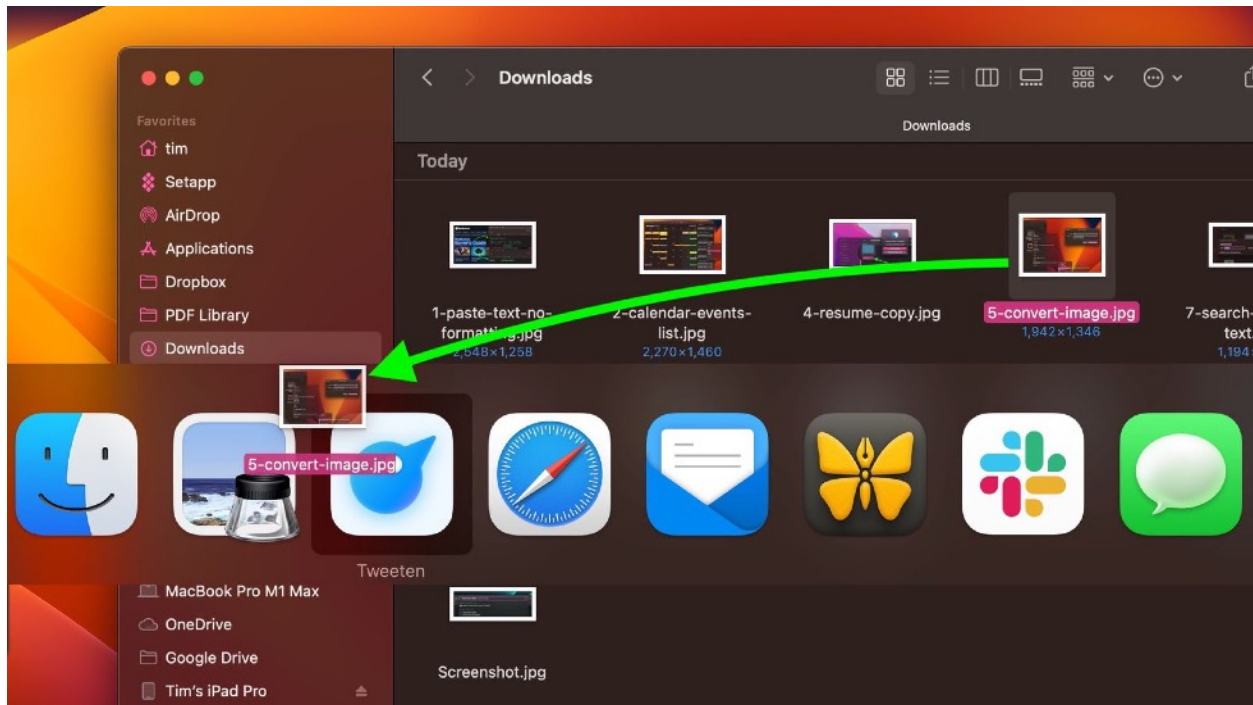 Downloads
Downloads
Favorites
tim
Setapp
AirDrop
Applications
Dropbox
PDF Library
Downloads
Today
1-paste-text-no-
formatting.jpg
2,548×1,258
2-calendar-events-
list.jpg
2,270×1,460
4-resume-copy.jpg
5-convert-image.jpg
1,942×1,346
7-search-
text.
1,194
5-convert-image.jpg
Tweeten
MacBook Pro M1 Max
OneDrive
Google Drive
Tim's iPad Pro
Screenshot.jpg